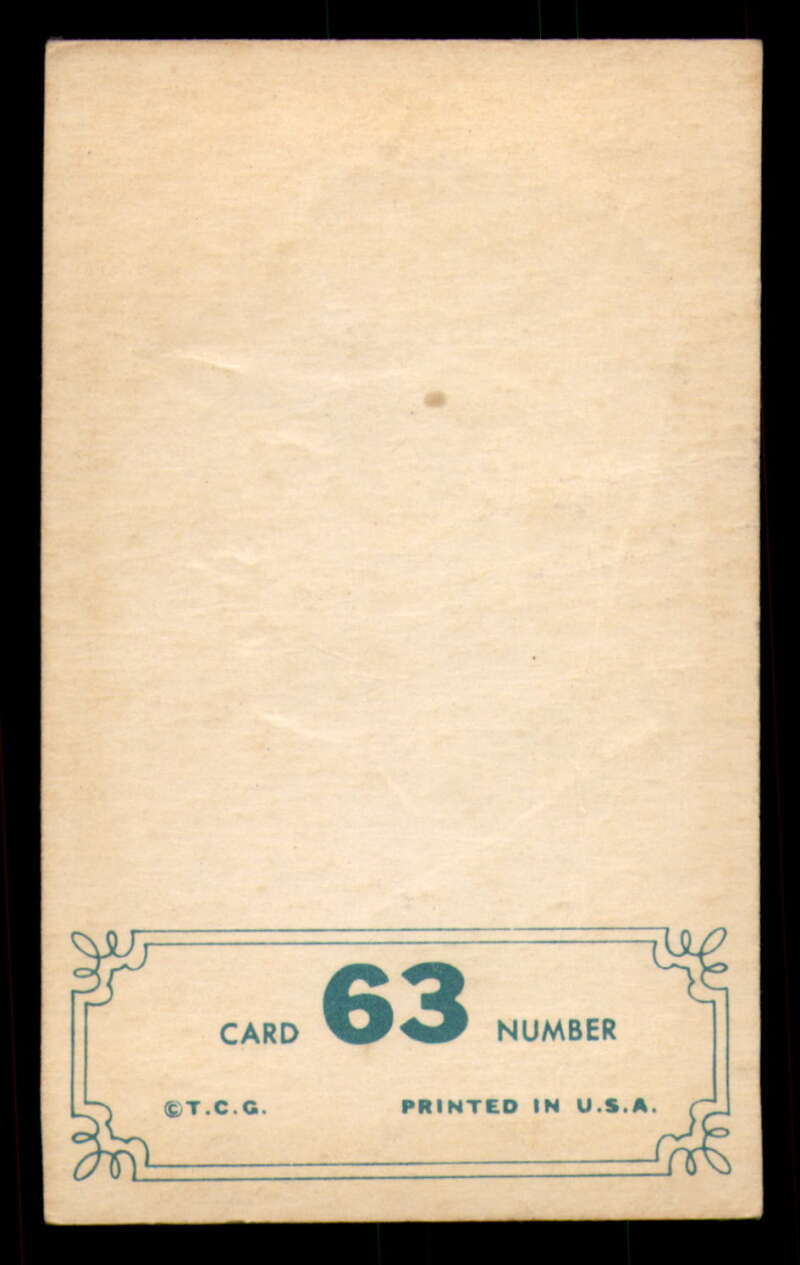 CARD 63 NUMBER
©T.C.G. PRINTED IN U.S.A.